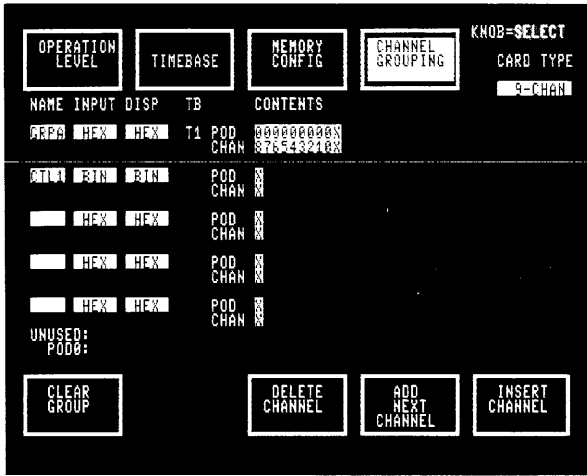 KNOB=SELECT
OPERATION LEVEL
TIMEBASE
MEMORY CONFIG
CHANNEL GROUPING
CARD TYPE
9-CHAN
NAME INPUT DISP TB CONTENTS
GRPA HEX HEX T1 POD 000000000X
CHAN 876543210X
CTL1 BIN BIN POD X
CHAN X
HEX HEX POD X
CHAN X
HEX HEX POD X
CHAN X
HEX HEX POD X
CHAN X
UNUSED:
POD0:
CLEAR GROUP
DELETE CHANNEL
ADD NEXT CHANNEL
INSERT CHANNEL